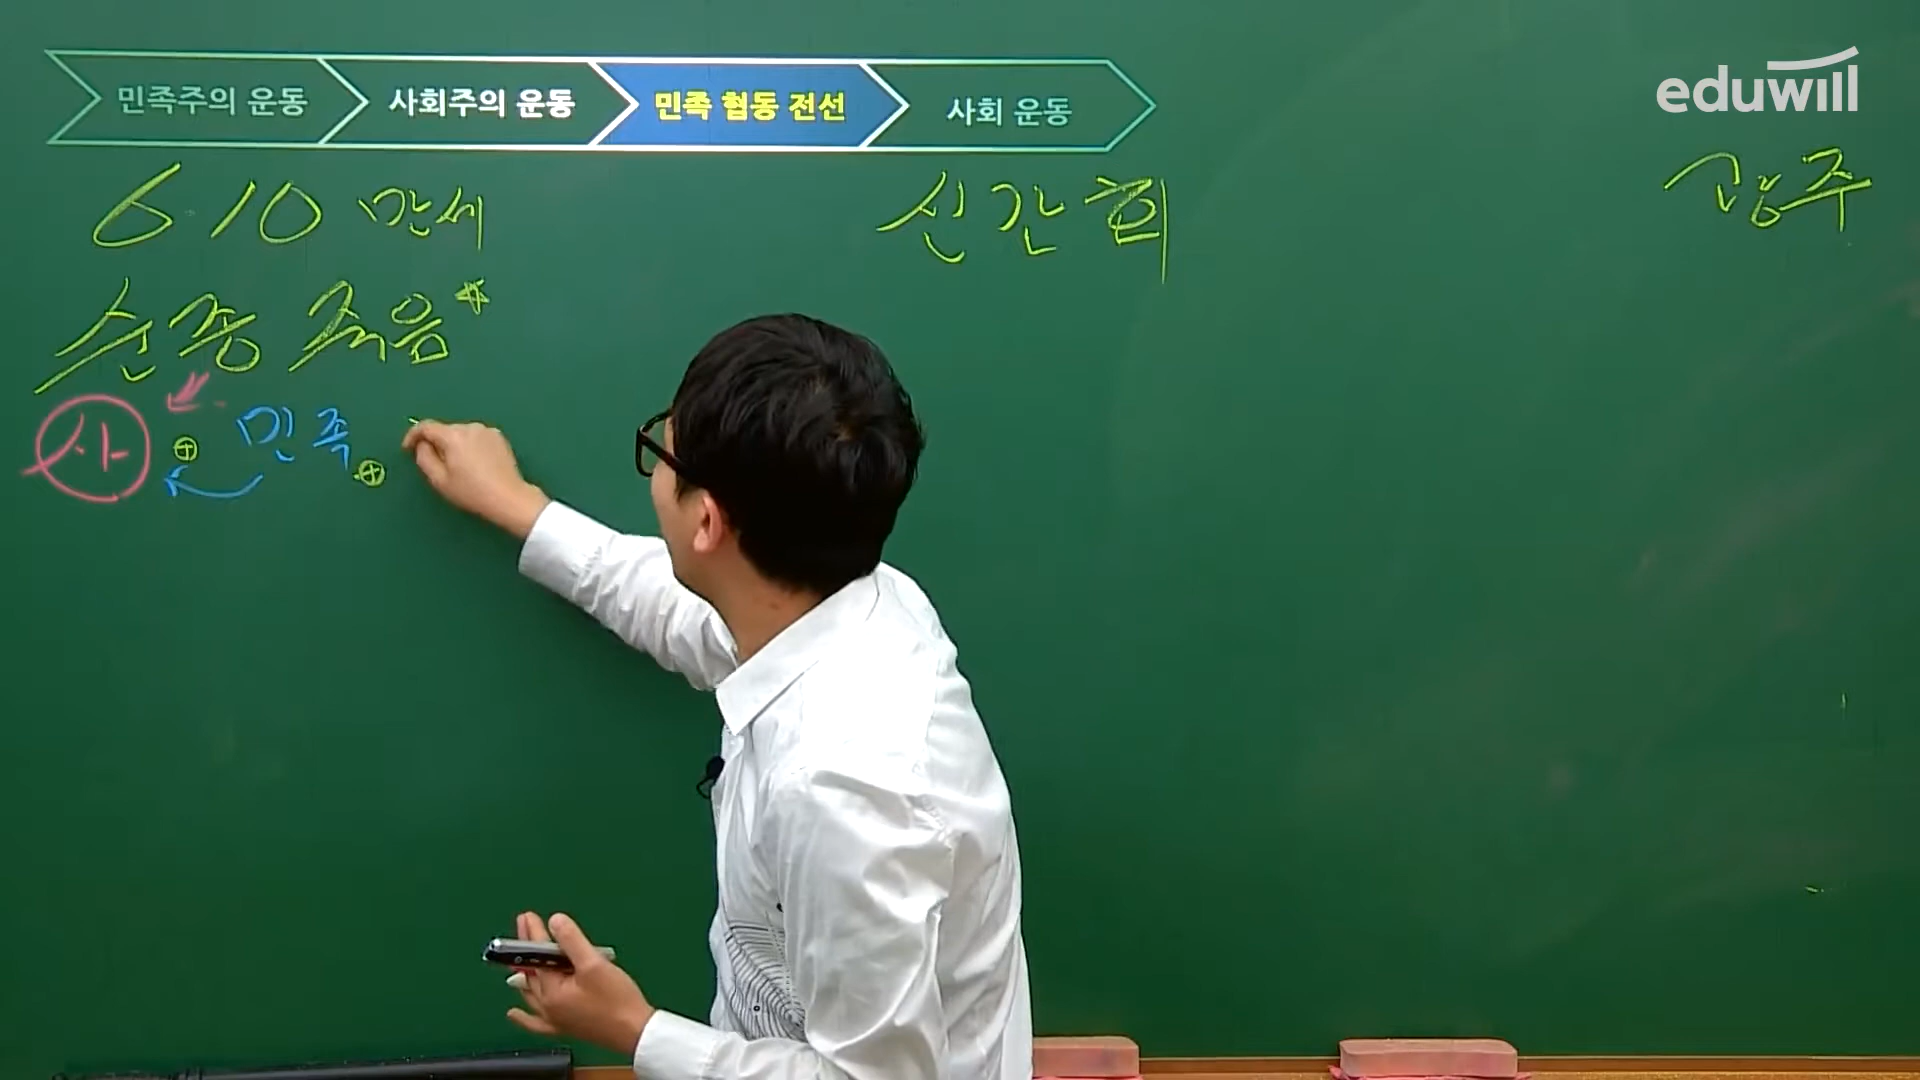 민족주의 운동
사회주의 운동
민족 협동 전선
사회 운동
eduwill
6.10 만세
신간회
광주
순종 죽음*
사 + 민족 +